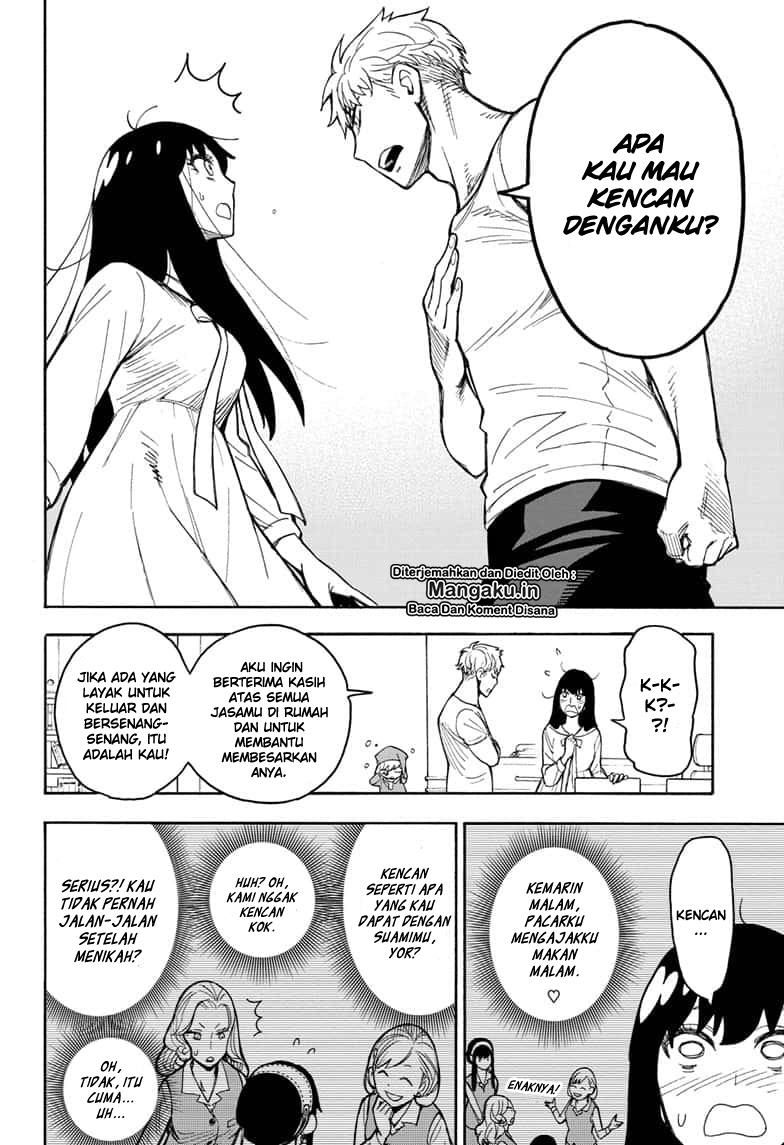 APA
KAU MAU
KENCAN
DENGANKU?
Diterjemahkan dan Diedit Oleh :
Mangaku.in
Baca Dan Koment Disana
K-K-
K?-
?!
AKU INGIN
BERTERIMA KASIH
ATAS SEMUA
JASAMU DI RUMAH
DAN UNTUK
MEMBANTU
MEMBESARKAN
ANYA.
JIKA ADA YANG
LAYAK UNTUK
KELUAR DAN
BERSENANG-
SENANG, ITU
ADALAH KAU!
KENCAN
...
KEMARIN
MALAM,
PACARKU
MENGAJAKKU
MAKAN
MALAM.
♡
ENAKNYA!
KENCAN
SEPERTI APA
YANG KAU
DAPAT DENGAN
SUAMIMU,
YOR?
HUH? OH,
KAMI NGGAK
KENCAN
KOK.
SERIUS?! KAU
TIDAK PERNAH
JALAN-JALAN
SETELAH
MENIKAH?
OH,
TIDAK, ITU
CUMA...
UH...